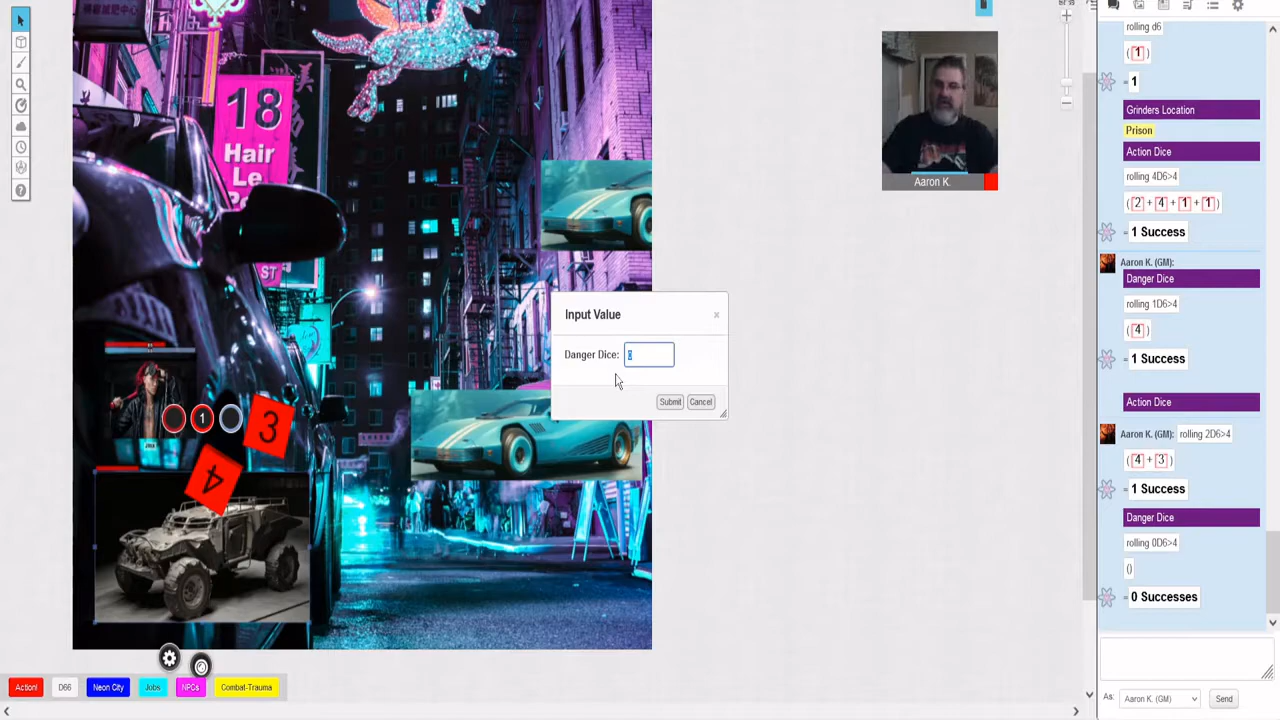 18
Hair
Le
ST
1
3
4
Action!
D66
Neon City
Jobs
NPCs
Combat-Trauma
Input Value
×
Danger Dice: 0
Submit
Cancel
Aaron K.
rolling d6
(1)
= 1
Grinders Location
Prison
Action Dice
rolling 4D6>4
(2+4+1+1)
= 1 Success
Aaron K. (GM):
Danger Dice
rolling 1D6>4
(4)
= 1 Success
Action Dice
Aaron K. (GM): rolling 2D6>4
(4+3)
= 1 Success
Danger Dice
rolling 0D6>4
()
= 0 Successes
As: Aaron K. (GM)
Send